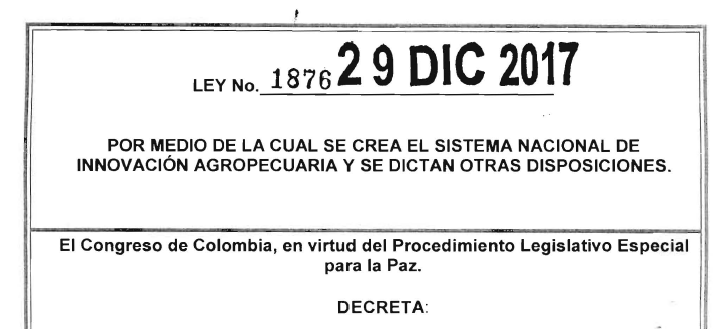 LEY No. 1876 29 DIC 2017
POR MEDIO DE LA CUAL SE CREA EL SISTEMA NACIONAL DE
INNOVACIÓN AGROPECUARIA Y SE DICTAN OTRAS DISPOSICIONES.
El Congreso de Colombia, en virtud del Procedimiento Legislativo Especial
para la Paz.
DECRETA: